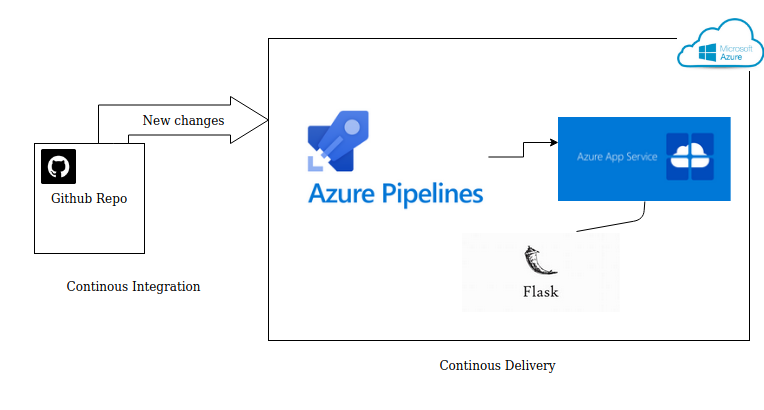 Microsoft
Azure
New changes
Github Repo
Azure App Service
Azure Pipelines
Flask
Continous Integration
Continous Delivery